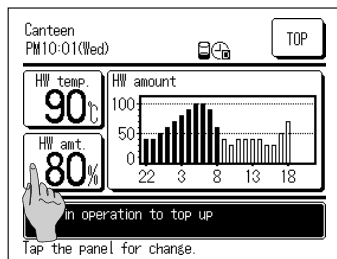 Canteen
PM10:01(Wed)
TOP
HW temp.
90℃
HW amount
100
50
0
22 3 8 13 18
HW amt.
80%
in operation to top up
Tap the panel for change.